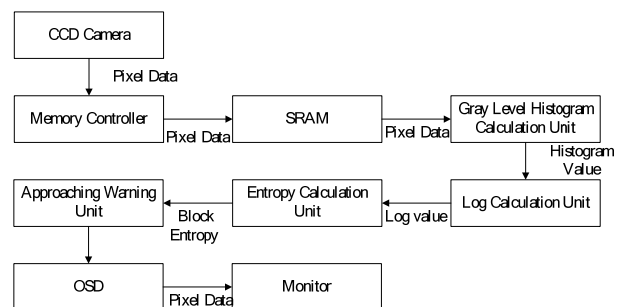 CCD Camera
Pixel Data
Memory Controller
Pixel Data
SRAM
Pixel Data
Gray Level Histogram
Calculation Unit
Histogram
Value
Approaching Warning
Unit
Block
Entropy
Entropy Calculation
Unit
Log value
Log Calculation Unit
OSD
Pixel Data
Monitor